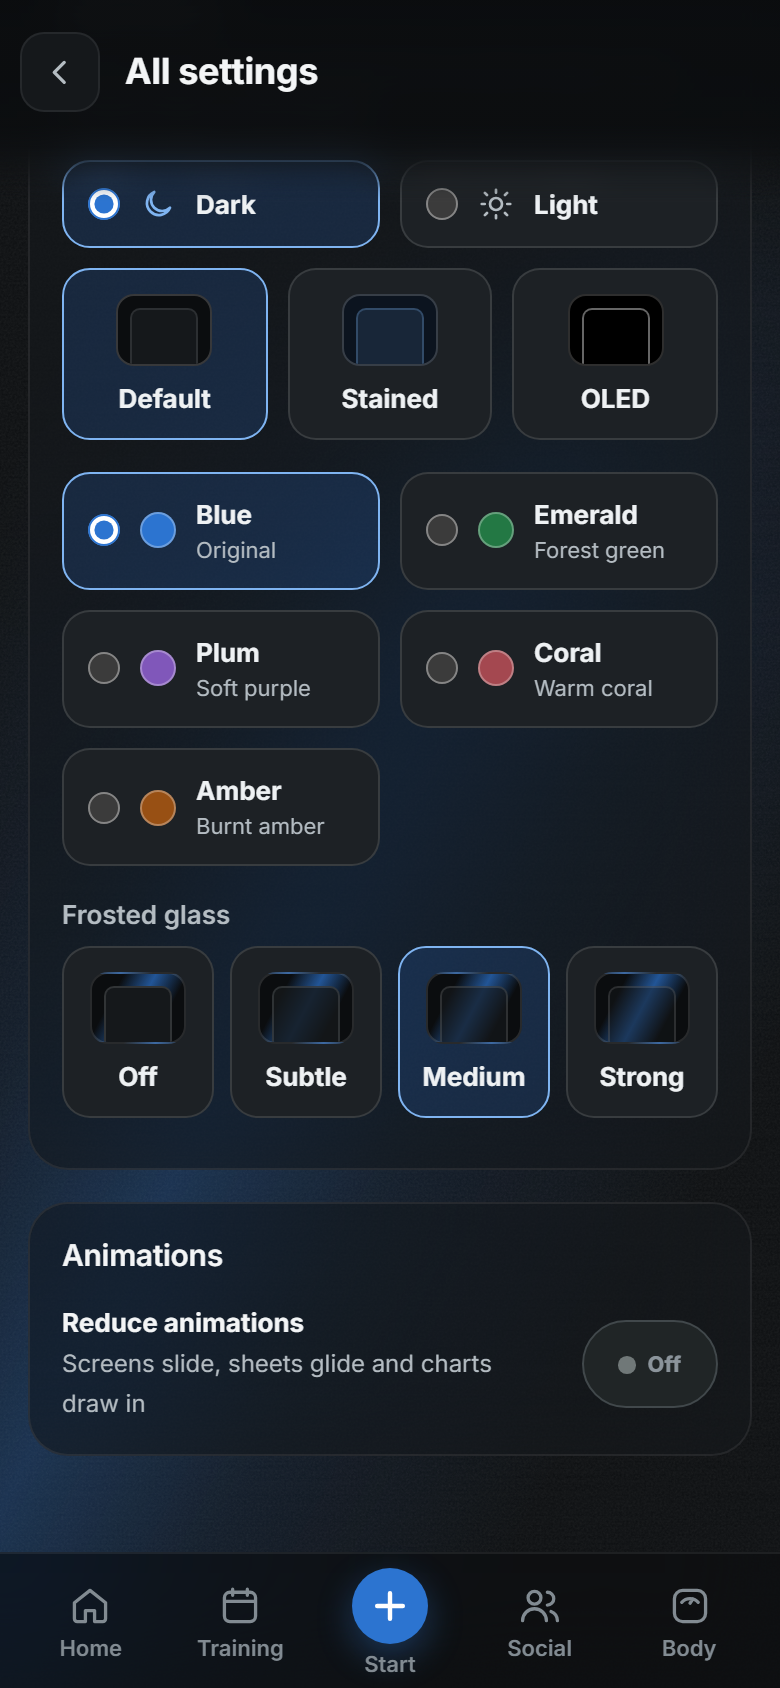 All settings
Dark
Light
Default
Stained
OLED
Blue
Original
Emerald
Forest green
Plum
Soft purple
Coral
Warm coral
Amber
Burnt amber
Frosted glass
Off
Subtle
Medium
Strong
Animations
Reduce animations
Screens slide, sheets glide and charts
draw in
Off
Home
Training
Start
Social
Body